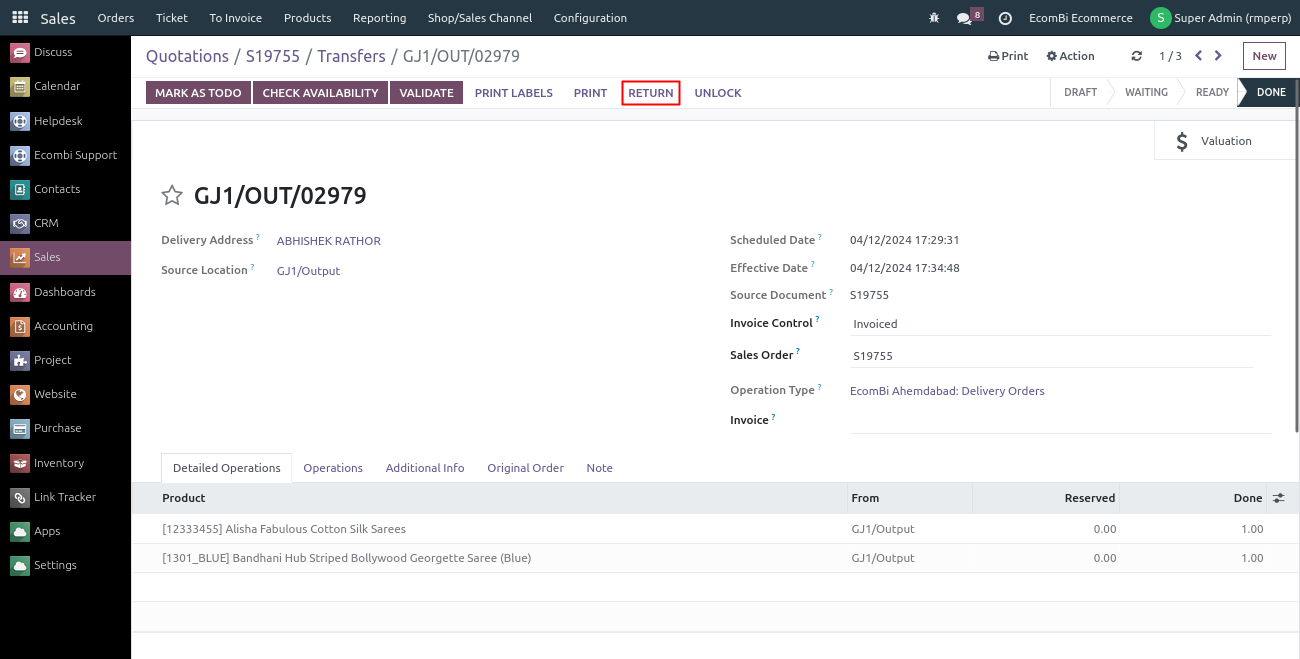 Sales Orders Ticket To Invoice Products Reporting Shop/Sales Channel Configuration 8 EcomBi Ecommerce S Super Admin (rmperp)
Discuss
Calendar
Helpdesk
Ecombi Support
Contacts
CRM
Sales
Dashboards
Accounting
Project
Website
Purchase
Inventory
Link Tracker
Apps
Settings
Quotations / S19755 / Transfers / GJ1/OUT/02979 Print Action 1 / 3 New
MARK AS TODO CHECK AVAILABILITY VALIDATE PRINT LABELS PRINT RETURN UNLOCK DRAFT WAITING READY DONE
$ Valuation
GJ1/OUT/02979
Delivery Address ? ABHISHEK RATHOR
Source Location ? GJ1/Output
Scheduled Date ? 04/12/2024 17:29:31
Effective Date ? 04/12/2024 17:34:48
Source Document ? S19755
Invoice Control ? Invoiced
Sales Order ? S19755
Operation Type ? EcomBi Ahemdabad: Delivery Orders
Invoice ?
Detailed Operations Operations Additional Info Original Order Note
Product From Reserved Done
[12333455] Alisha Fabulous Cotton Silk Sarees GJ1/Output 0.00 1.00
[1301_BLUE] Bandhani Hub Striped Bollywood Georgette Saree (Blue) GJ1/Output 0.00 1.00